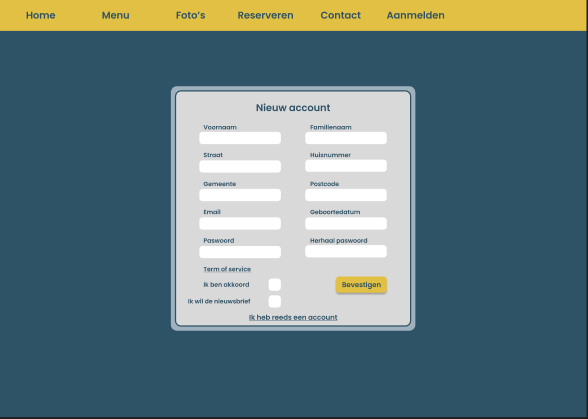 Home Menu Foto's Reserveren Contact Aanmelden
Nieuw account
Voornaam Familienaam
Straat Huisnummer
Gemeente Postcode
Email Geboortedatum
Paswoord Herhaal paswoord
Term of service
Ik ben akkoord
Bevestigen
Ik wil de nieuwsbrief
Ik heb reeds een account